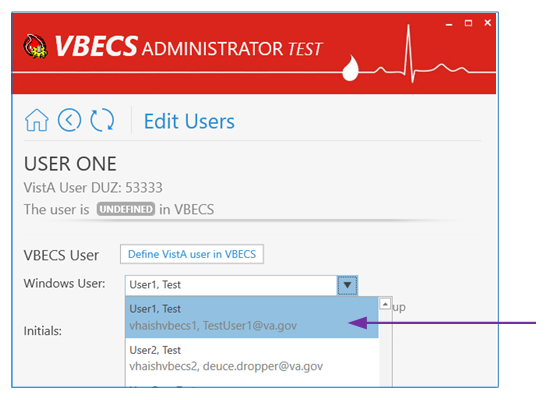 VBECS ADMINISTRATOR TEST
Edit Users
USER ONE
VistA User DUZ: 53333
The user is UNDEFINED in VBECS
VBECS User Define VistA user in VBECS
Windows User: User1, Test
up
User1, Test
vhaishvbecs1, TestUser1@va.gov
Initials:
User2, Test
vhaishvbecs2, deuce.dropper@va.gov